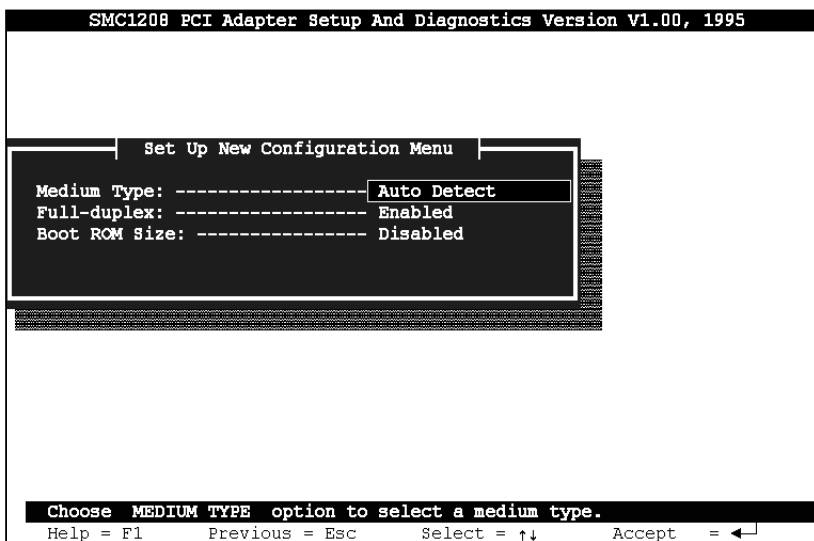 SMC1208 PCI Adapter Setup And Diagnostics Version V1.00, 1995
Set Up New Configuration Menu
Medium Type: ------------------ Auto Detect
Full-duplex: ------------------ Enabled
Boot ROM Size: ---------------- Disabled
Choose MEDIUM TYPE option to select a medium type.
Help = F1 Previous = Esc Select = ↑↓ Accept = ↵